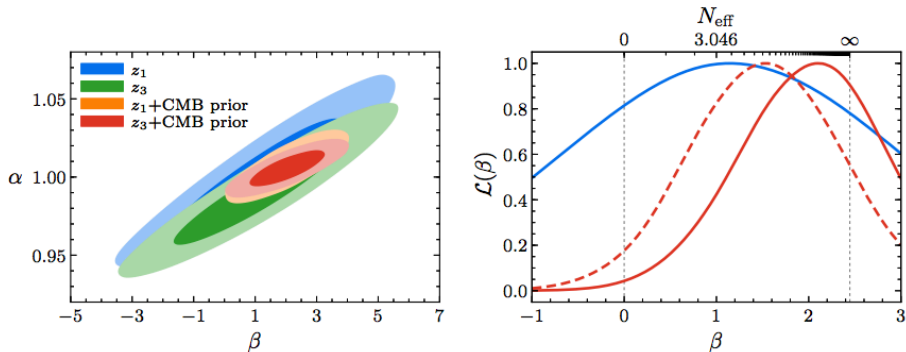 z₁
z₃
z₁+CMB prior
z₃+CMB prior
1.05
1.00
0.95
α
−5 −3 −1 1 3 5 7
β
N_eff
0 3.046 ∞
1.0
0.8
0.6
0.4
0.2
0.0
ℒ(β)
−1 0 1 2 3
β